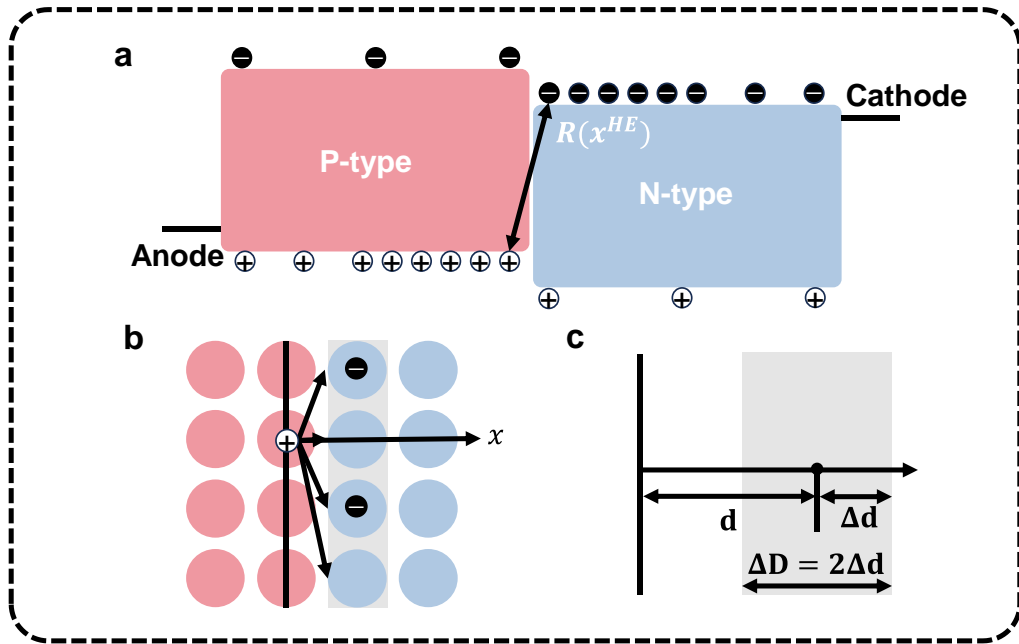 a
P-type
R(x^{HE})
Cathode
N-type
Anode
b
x
c
d
Δd
ΔD = 2Δd